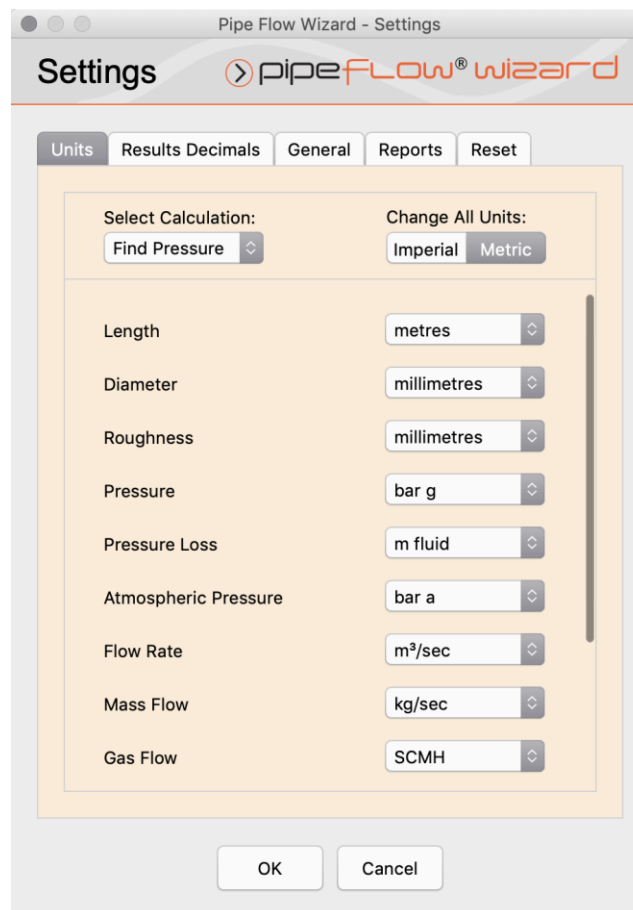 Pipe Flow Wizard - Settings
Settings pipeFLOW® wizard
Units Results Decimals General Reports Reset
Select Calculation: Change All Units:
Find Pressure Imperial Metric
Length metres
Diameter millimetres
Roughness millimetres
Pressure bar g
Pressure Loss m fluid
Atmospheric Pressure bar a
Flow Rate m³/sec
Mass Flow kg/sec
Gas Flow SCMH
OK Cancel